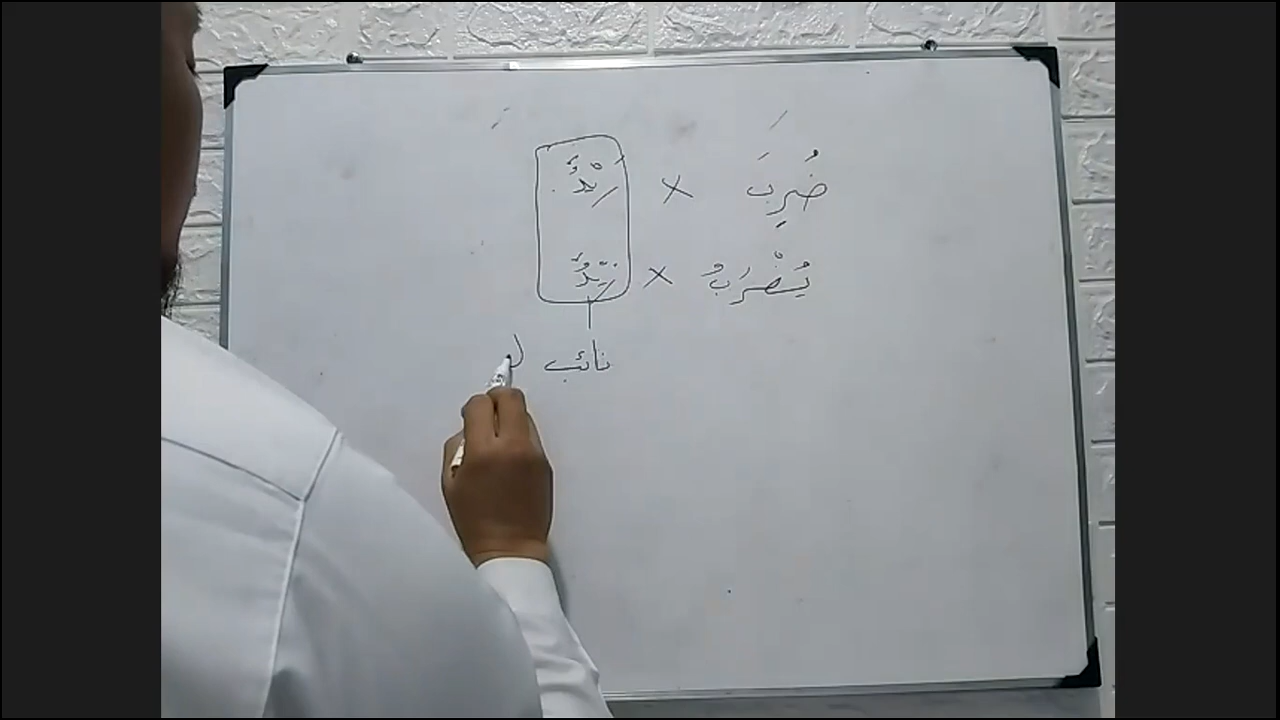 ضُرِبَ × زَيْدٌ
يُضْرَبُ × زَيْدٌ
نائب